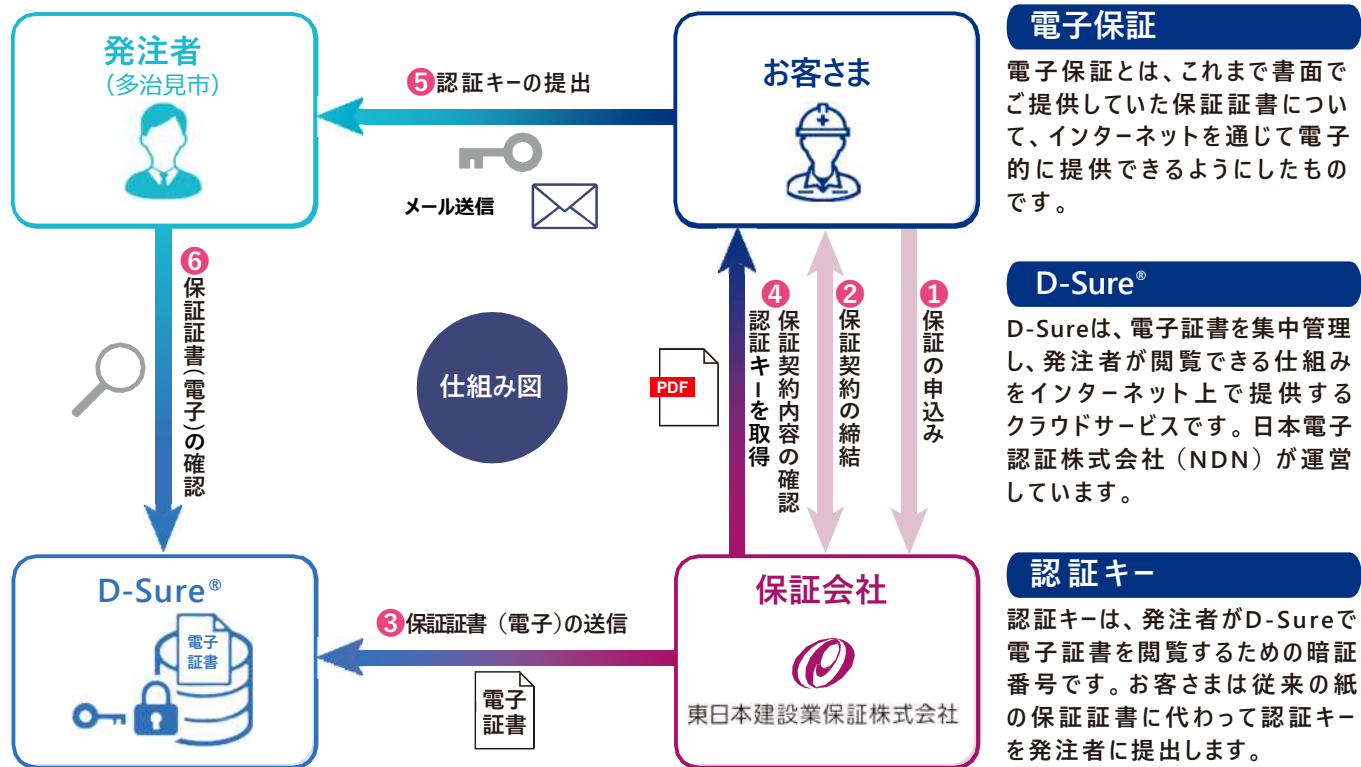 発注者
（多治見市）
❺認証キーの提出
メール送信
お客さま
❻保証証書（電子）の確認
仕組み図
PDF
❹保証契約内容の確認
認証キーを取得
❷保証契約の締結
❶保証の申込み
D-Sure®
電子
証書
❸保証証書（電子）の送信
電子
証書
保証会社
東日本建設業保証株式会社
電子保証
電子保証とは、これまで書面で
ご提供していた保証証書につい
て、インターネットを通じて電子
的に提供できるようにしたもの
です。
D-Sure®
D-Sureは、電子証書を集中管理
し、発注者が閲覧できる仕組み
をインターネット上で提供する
クラウドサービスです。日本電子
認証株式会社（NDN）が運営
しています。
認証キー
認証キーは、発注者がD-Sureで
電子証書を閲覧するための暗証
番号です。お客さまは従来の紙
の保証証書に代わって認証キー
を発注者に提出します。